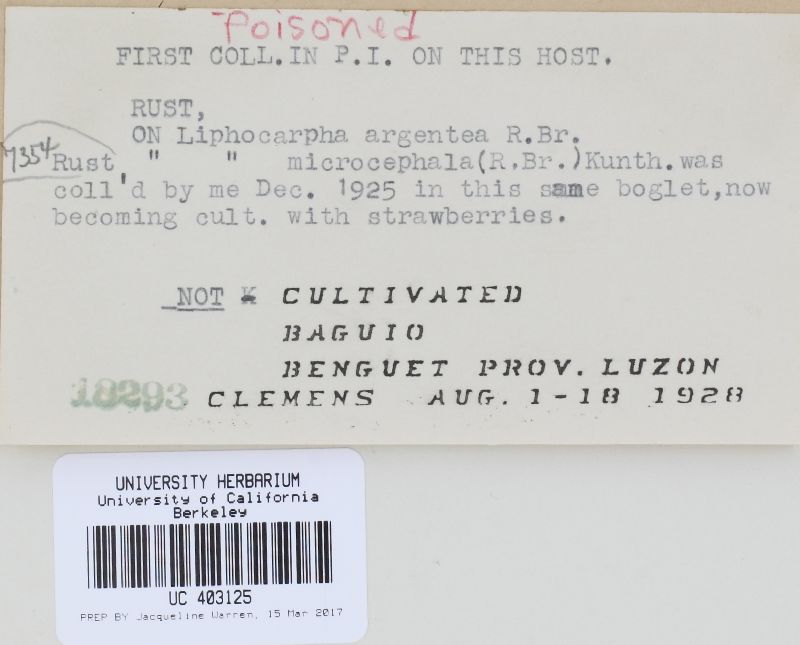 Poisoned
FIRST COLL.IN P.I. ON THIS HOST.
RUST,
ON Liphocarpha argentea R.Br.
7354 Rust, " " microcephala(R.Br.)Kunth.was
coll'd by me Dec. 1925 in this same boglet,now
becoming cult. with strawberries.
NOT CULTIVATED
BAGUIO
BENGUET PROV. LUZON
18293 CLEMENS AUG. 1-18 1928
UNIVERSITY HERBARIUM
University of California
Berkeley
UC 403125
PREP BY Jacqueline Warren, 15 Mar 2017